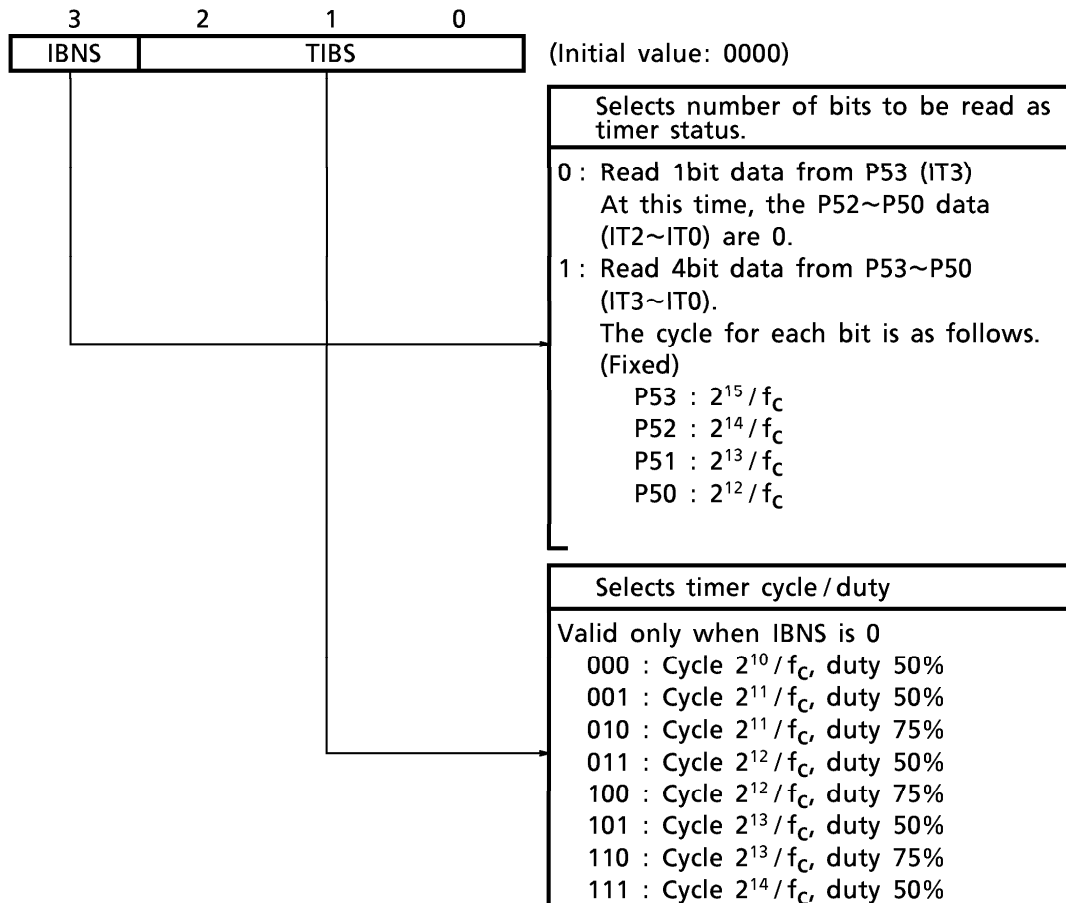 3 2 1 0
IBNS TIBS (Initial value: 0000)
Selects number of bits to be read as
timer status.
0 : Read 1bit data from P53 (IT3)
At this time, the P52~P50 data
(IT2~IT0) are 0.
1 : Read 4bit data from P53~P50
(IT3~IT0).
The cycle for each bit is as follows.
(Fixed)
P53 : 2¹⁵/fc
P52 : 2¹⁴/fc
P51 : 2¹³/fc
P50 : 2¹²/fc
Selects timer cycle/duty
Valid only when IBNS is 0
000 : Cycle 2¹⁰/fc, duty 50%
001 : Cycle 2¹¹/fc, duty 50%
010 : Cycle 2¹¹/fc, duty 75%
011 : Cycle 2¹²/fc, duty 50%
100 : Cycle 2¹²/fc, duty 75%
101 : Cycle 2¹³/fc, duty 50%
110 : Cycle 2¹³/fc, duty 75%
111 : Cycle 2¹⁴/fc, duty 50%